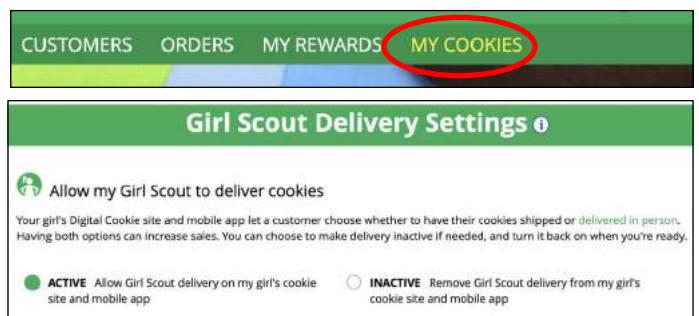 CUSTOMERS ORDERS MY REWARDS MY COOKIES
Girl Scout Delivery Settings i
Allow my Girl Scout to deliver cookies
Your girl's Digital Cookie site and mobile app let a customer choose whether to have their cookies shipped or delivered in person.
Having both options can increase sales. You can choose to make delivery inactive if needed, and turn it back on when you're ready.
ACTIVE Allow Girl Scout delivery on my girl's cookie
site and mobile app
INACTIVE Remove Girl Scout delivery from my girl's
cookie site and mobile app